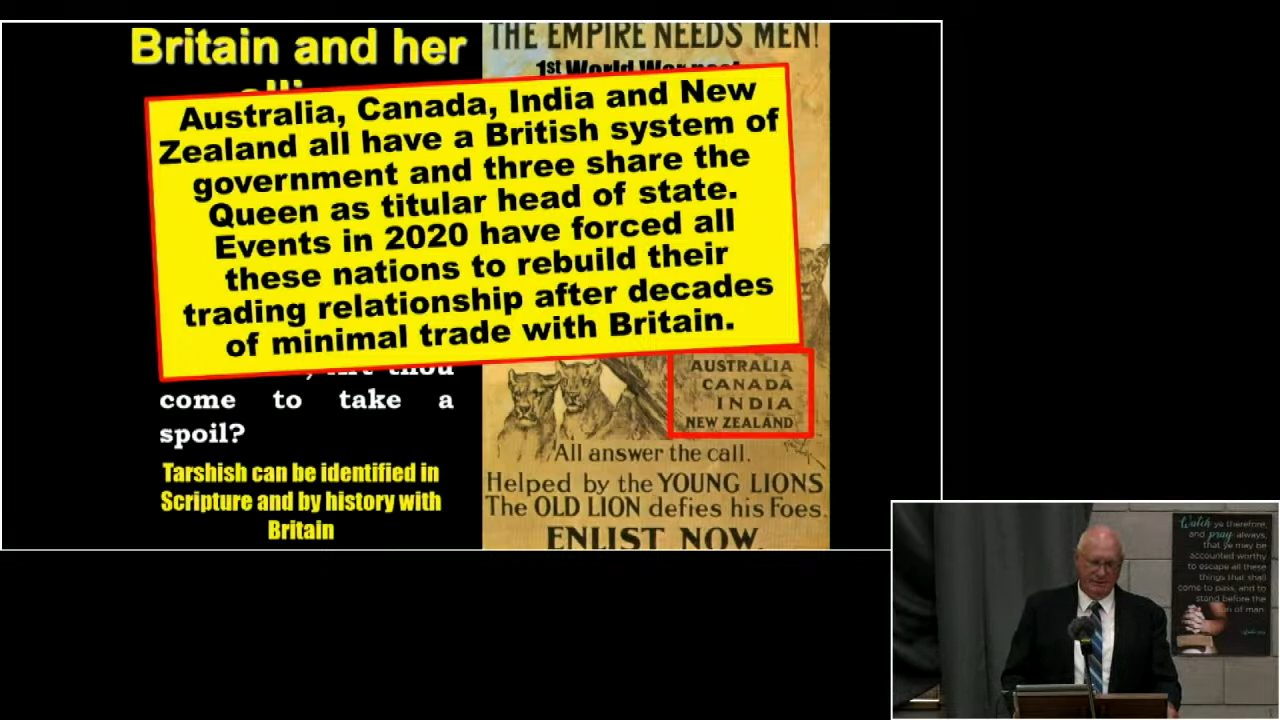 Britain and her
THE EMPIRE NEEDS MEN!
1st World War
Australia, Canada, India and New
Zealand all have a British system of
government and three share the
Queen as titular head of state.
Events in 2020 have forced all
these nations to rebuild their
trading relationship after decades
of minimal trade with Britain.
thou
come to take a
spoil?
Tarshish can be identified in
Scripture and by history with
Britain
AUSTRALIA
CANADA
INDIA
NEW ZEALAND
All answer the call.
Helped by the YOUNG LIONS
The OLD LION defies his Foes.
ENLIST NOW.
Watch ye therefore,
and pray always,
that ye may be
accounted worthy
to escape all these
things that shall
come to pass, and to
stand before the
of man.